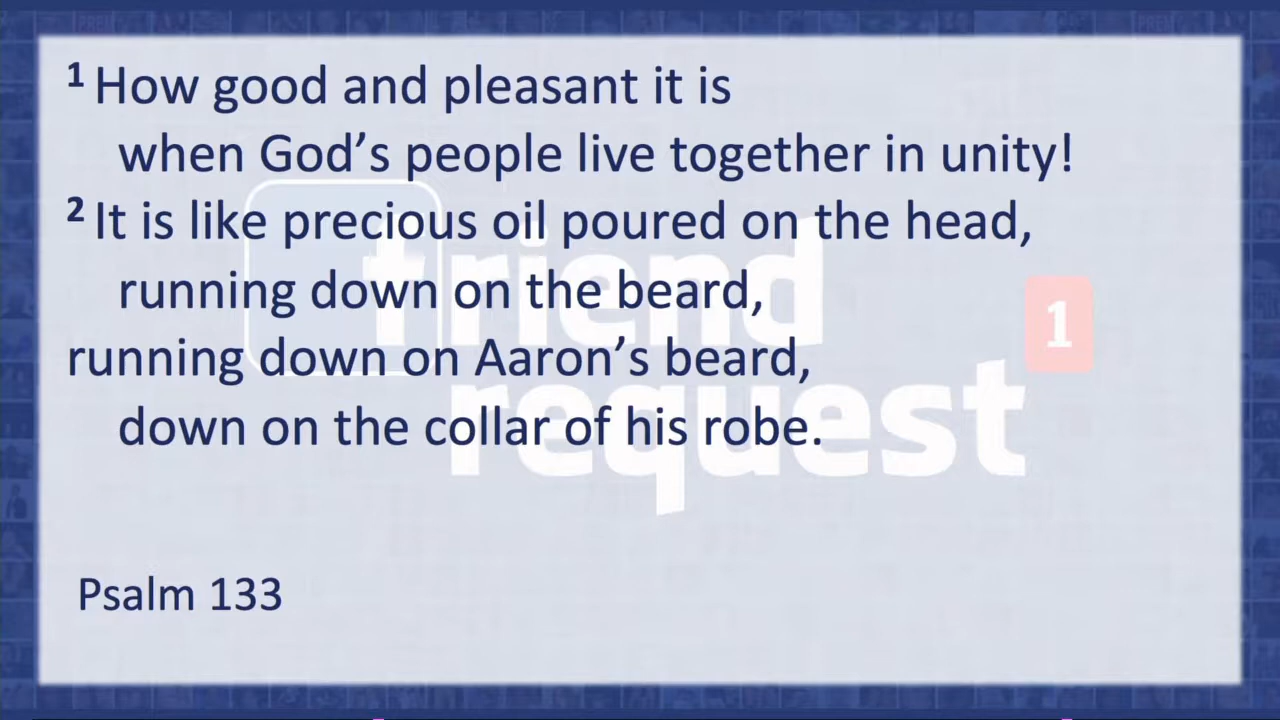 1 How good and pleasant it is
when God’s people live together in unity!
2 It is like precious oil poured on the head,
running down on the beard,
running down on Aaron’s beard,
down on the collar of his robe.
Psalm 133
friend
request
1